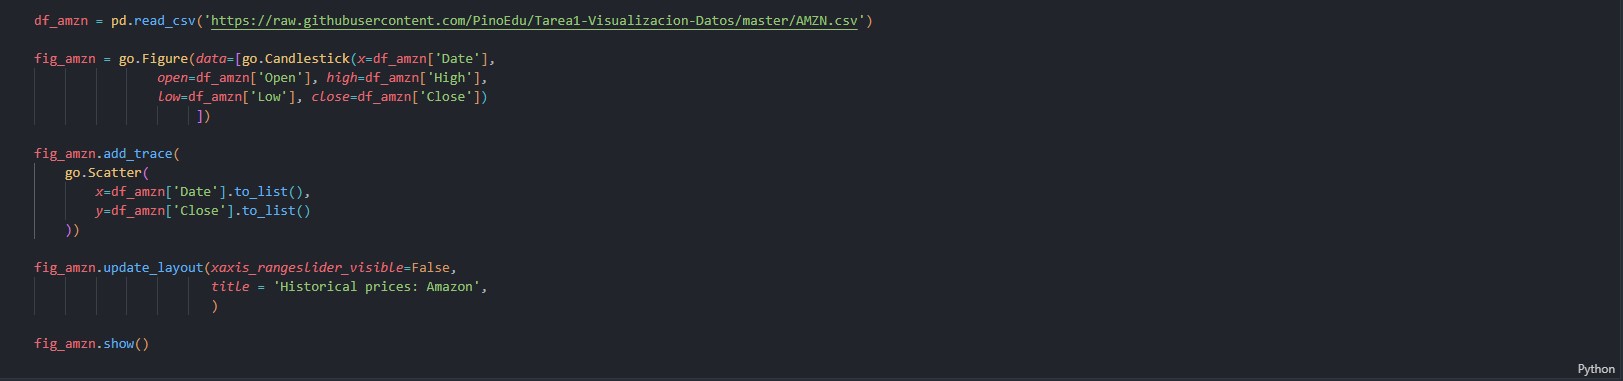 df_amzn = pd.read_csv('https://raw.githubusercontent.com/PinoEdu/Tarea1-Visualizacion-Datos/master/AMZN.csv')
fig_amzn = go.Figure(data=[go.Candlestick(x=df_amzn['Date'],
open=df_amzn['Open'], high=df_amzn['High'],
low=df_amzn['Low'], close=df_amzn['Close'])
])
fig_amzn.add_trace(
go.Scatter(
x=df_amzn['Date'].to_list(),
y=df_amzn['Close'].to_list()
))
fig_amzn.update_layout(xaxis_rangeslider_visible=False,
title = 'Historical prices: Amazon',
)
fig_amzn.show()
Python